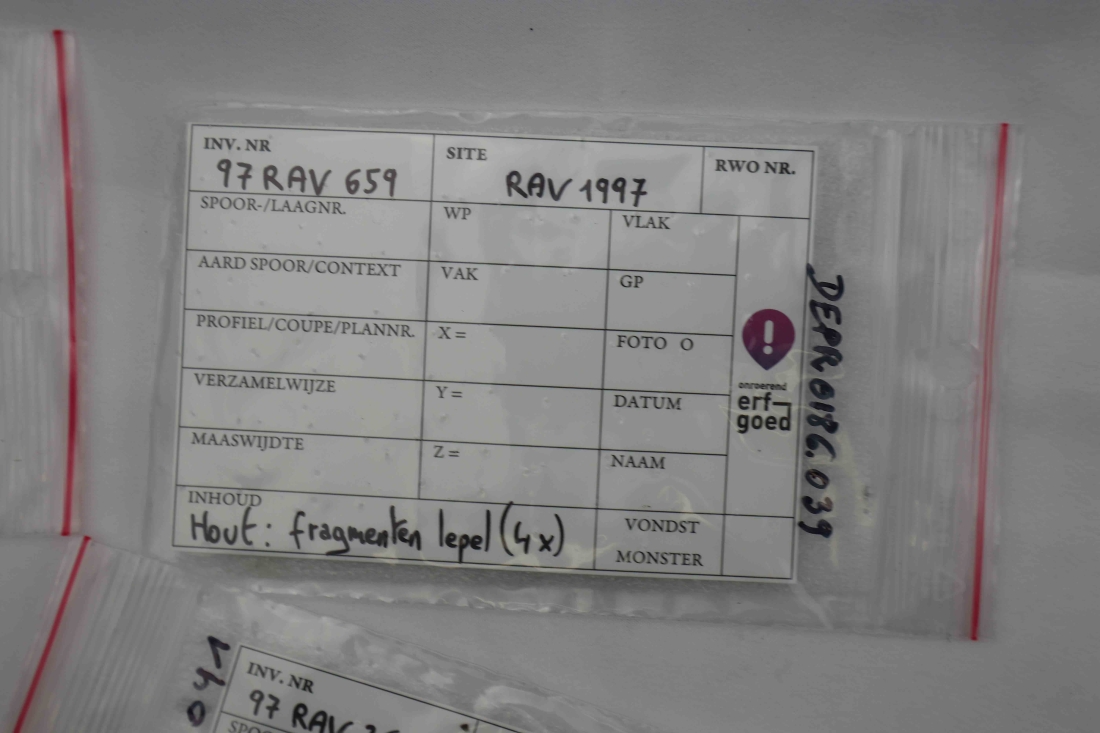 INV. NR
97 RAV 659
SITE
RAV 1997
RWO NR.
SPOOR-/LAAGNR.
WP
VLAK
AARD SPOOR/CONTEXT
VAK
GP
PROFIEL/COUPE/PLANNR.
X =
FOTO O
VERZAMELWIJZE
Y =
DATUM
MAASWIJDTE
Z =
NAAM
INHOUD
Hout: fragmenten lepel (4x)
VONDST
MONSTER
onroerend
erf-
goed
DEPR0186.039
INV. NR
97 RAV